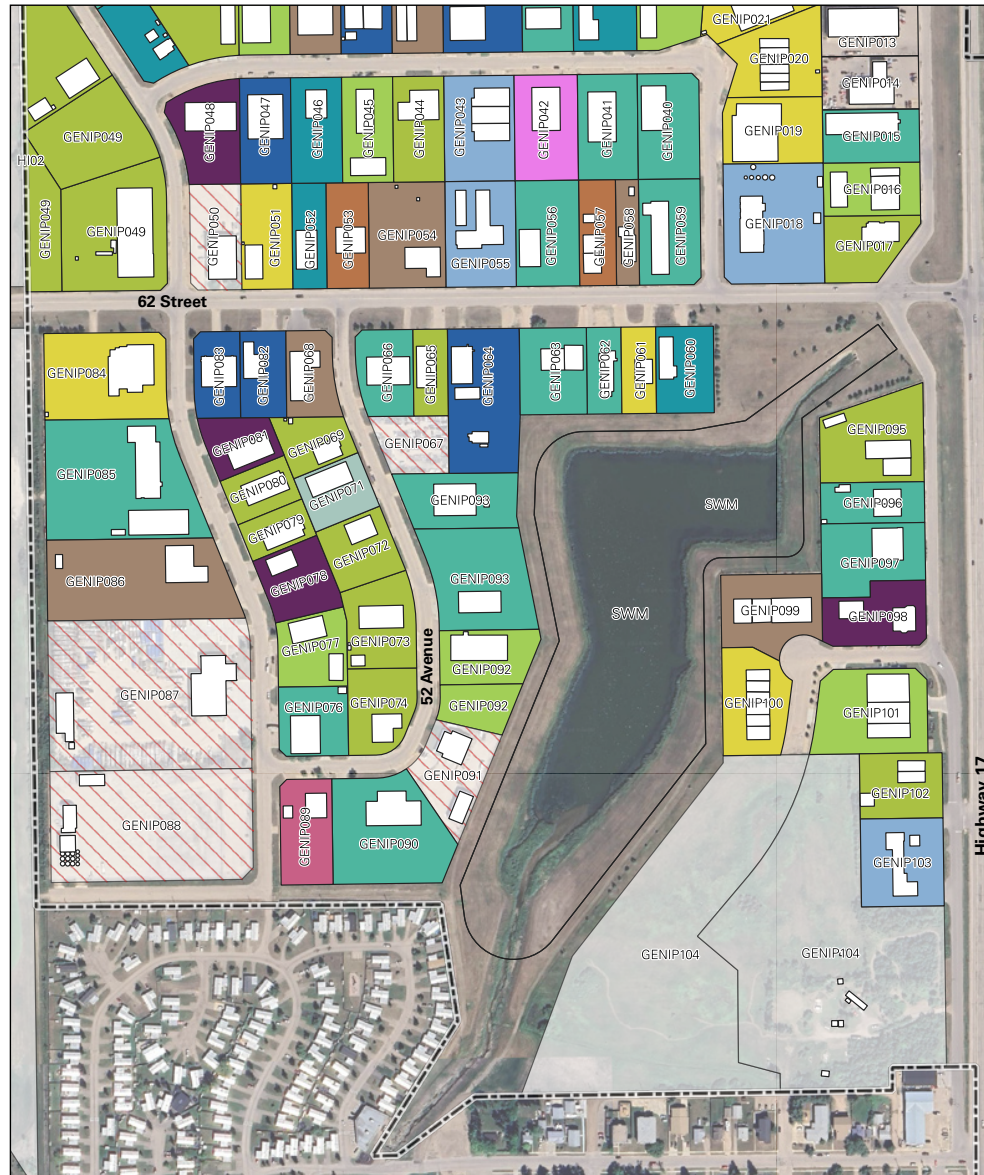 GENIP021
GENIP013
GENIP020
GENIP014
GENIP048
GENIP047
GENIP046
GENIP045
GENIP044
GENIP043
GENIP042
GENIP041
GENIP040
GENIP019
GENIP015
GENIP049
HI02
GENIP016
GENIP049
GENIP049
GENIP050
GENIP051
GENIP052
GENIP053
GENIP054
GENIP055
GENIP056
GENIP057
GENIP058
GENIP059
GENIP018
GENIP017
62 Street
GENIP084
GENIP083
GENIP082
GENIP068
GENIP066
GENIP065
GENIP064
GENIP063
GENIP062
GENIP061
GENIP060
GENIP081
GENIP069
GENIP067
GENIP095
GENIP085
GENIP080
GENIP071
GENIP093
SWM
GENIP096
GENIP079
GENIP072
GENIP097
GENIP086
GENIP078
GENIP093
SWM
GENIP099
GENIP098
GENIP077
GENIP073
52 Avenue
GENIP092
GENIP087
GENIP076
GENIP074
GENIP092
GENIP100
GENIP101
GENIP091
GENIP102
Highway 17
GENIP088
GENIP089
GENIP090
GENIP103
GENIP104
GENIP104